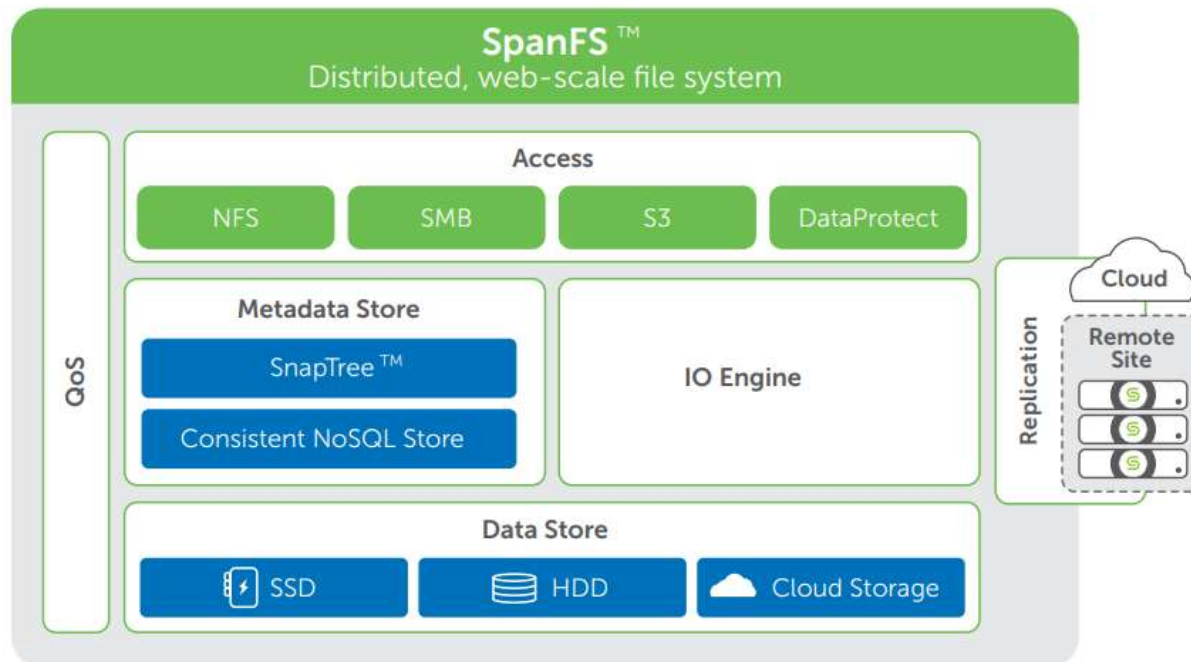 SpanFS ™
Distributed, web-scale file system
QoS
Access
NFS
SMB
S3
DataProtect
Metadata Store
SnapTree ™
Consistent NoSQL Store
IO Engine
Replication
Cloud
Remote
Site
Data Store
SSD
HDD
Cloud Storage